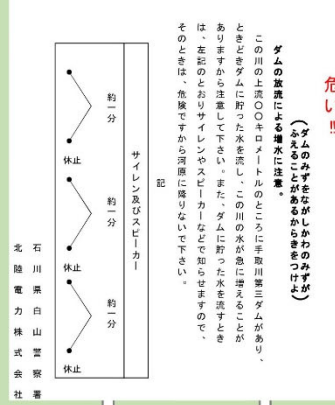 危い!!
(ダムのみずをながしかわのみずが
ふえることがあるからきをつけよ)
ダムの放流による増水に注意。
この川の上流〇〇キロメートルのところに手取川第三ダムがあり、
ときどきダムに貯った水を流し、この川の水が急に増えることが
ありますから注意して下さい。また、ダムに貯った水を流すとき
は、左記のとおりサイレンやスピーカーなどで知らせますので、
そのときは、危険ですから河原に降りないで下さい。
記
サイレン及びスピーカー
約一分
休止
約一分
休止
約一分
休止
石川県白山警察署
北陸電力株式会社